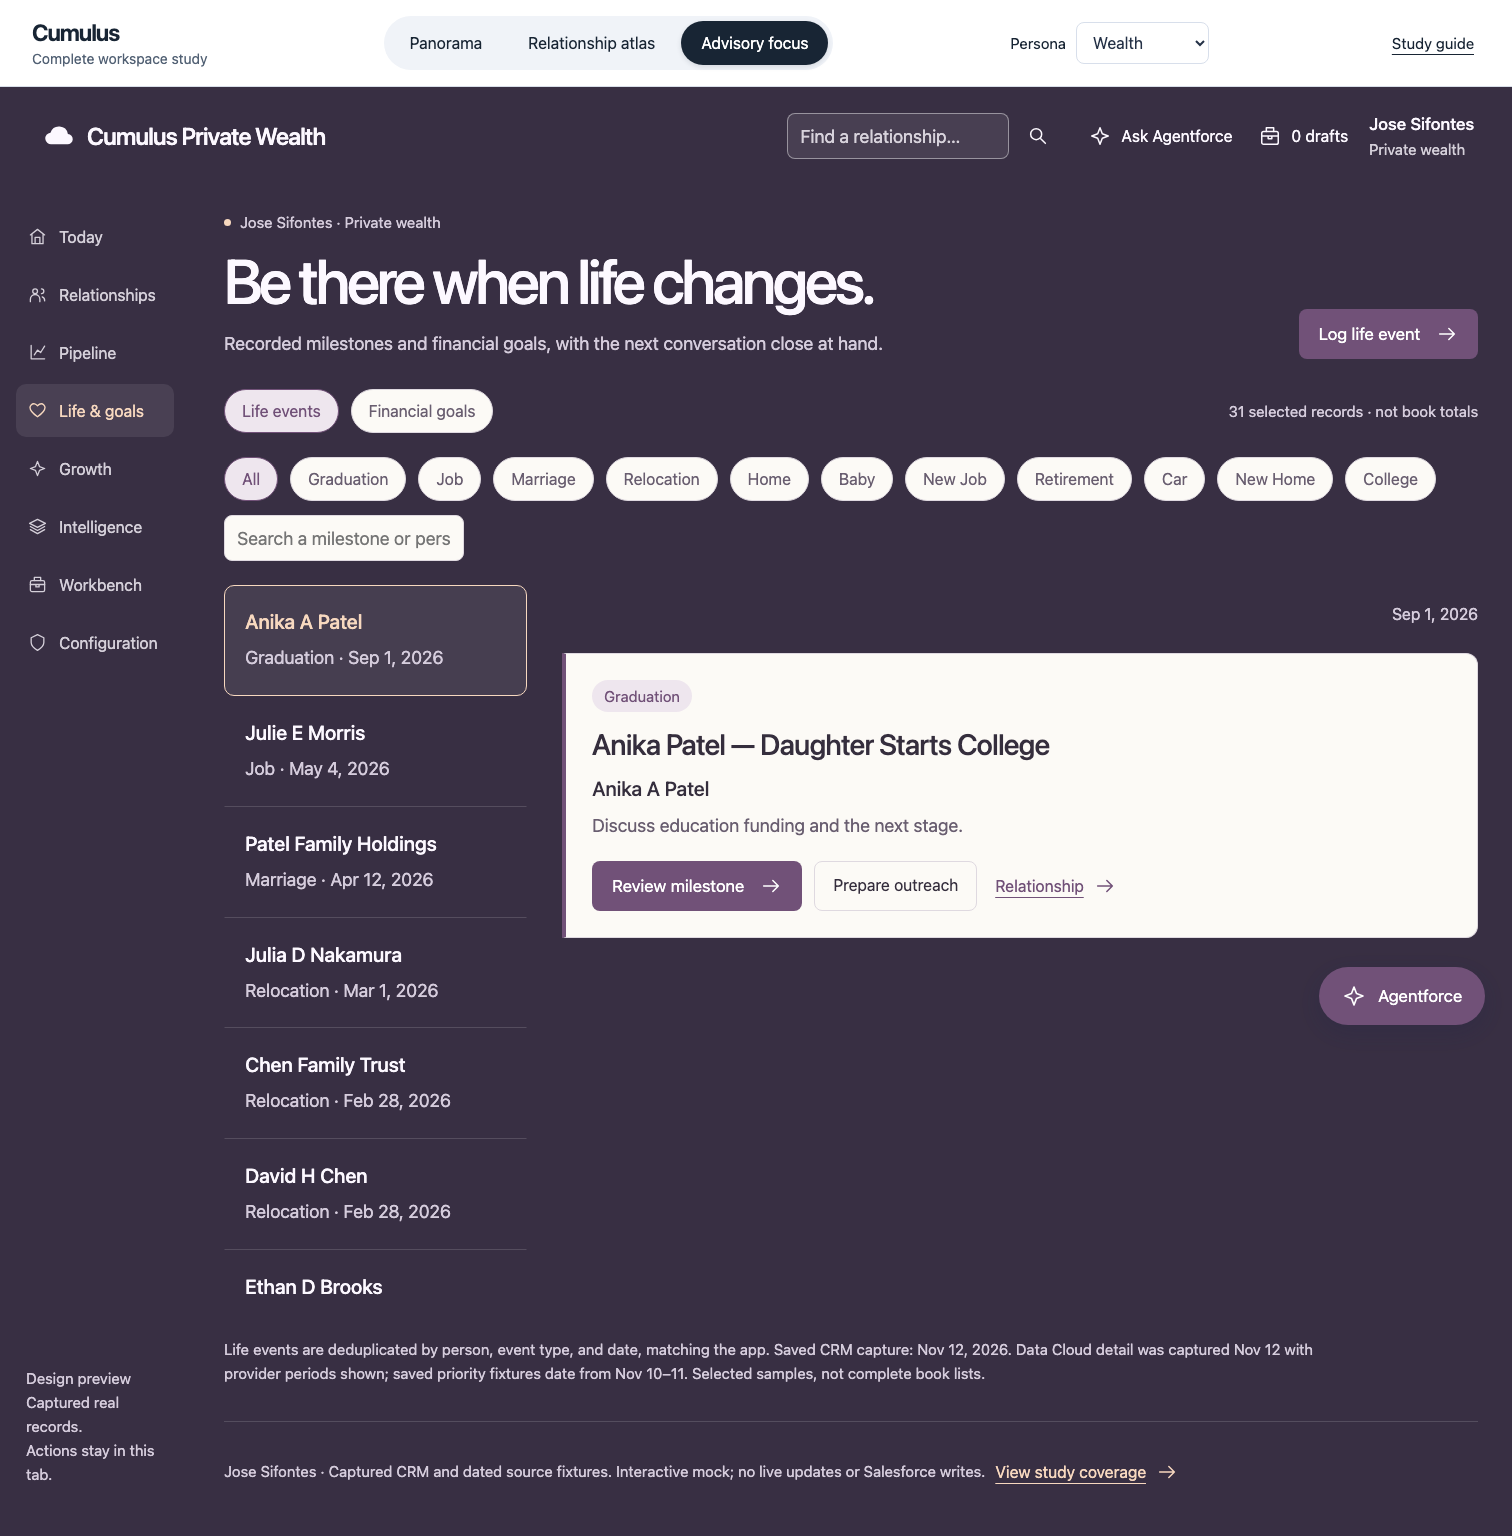 Cumulus
Complete workspace study
Panorama
Relationship atlas
Advisory focus
Persona
Wealth
Study guide
Cumulus Private Wealth
Find a relationship...
Ask Agentforce
0 drafts
Jose Sifontes
Private wealth
Today
Relationships
Pipeline
Life & goals
Growth
Intelligence
Workbench
Configuration
Jose Sifontes · Private wealth
Be there when life changes.
Recorded milestones and financial goals, with the next conversation close at hand.
Log life event
Life events
Financial goals
31 selected records · not book totals
All
Graduation
Job
Marriage
Relocation
Home
Baby
New Job
Retirement
Car
New Home
College
Search a milestone or pers
Anika A Patel
Graduation · Sep 1, 2026
Julie E Morris
Job · May 4, 2026
Patel Family Holdings
Marriage · Apr 12, 2026
Julia D Nakamura
Relocation · Mar 1, 2026
Chen Family Trust
Relocation · Feb 28, 2026
David H Chen
Relocation · Feb 28, 2026
Ethan D Brooks
Sep 1, 2026
Graduation
Anika Patel — Daughter Starts College
Anika A Patel
Discuss education funding and the next stage.
Review milestone
Prepare outreach
Relationship
Agentforce
Life events are deduplicated by person, event type, and date, matching the app. Saved CRM capture: Nov 12, 2026. Data Cloud detail was captured Nov 12 with
provider periods shown; saved priority fixtures date from Nov 10–11. Selected samples, not complete book lists.
Design preview
Captured real
records.
Actions stay in this
tab.
Jose Sifontes · Captured CRM and dated source fixtures. Interactive mock; no live updates or Salesforce writes.
View study coverage